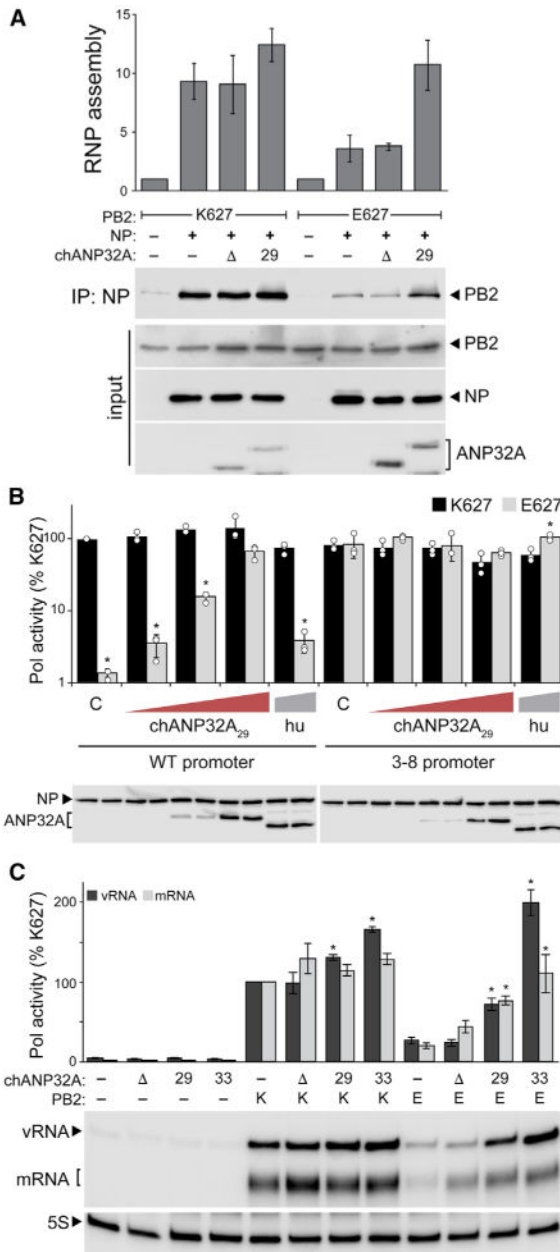 A
RNP assembly
15
10
5
0
PB2: K627 E627
NP: – + + + – + + +
chANP32A: – – Δ 29 – – Δ 29
IP: NP ◄ PB2
input
◄ PB2
◄ NP
ANP32A
B
K627 E627
Pol activity (% K627)
100
10
1
* * * * *
C chANP32A29 hu C chANP32A29 hu
WT promoter 3-8 promoter
NP►
ANP32A[
C
vRNA mRNA
Pol activity (% K627)
200
100
0
* * * * * *
chANP32A: – Δ 29 33 – Δ 29 33 – Δ 29 33
PB2: – – – – K K K K E E E E
vRNA►
mRNA [
5S►